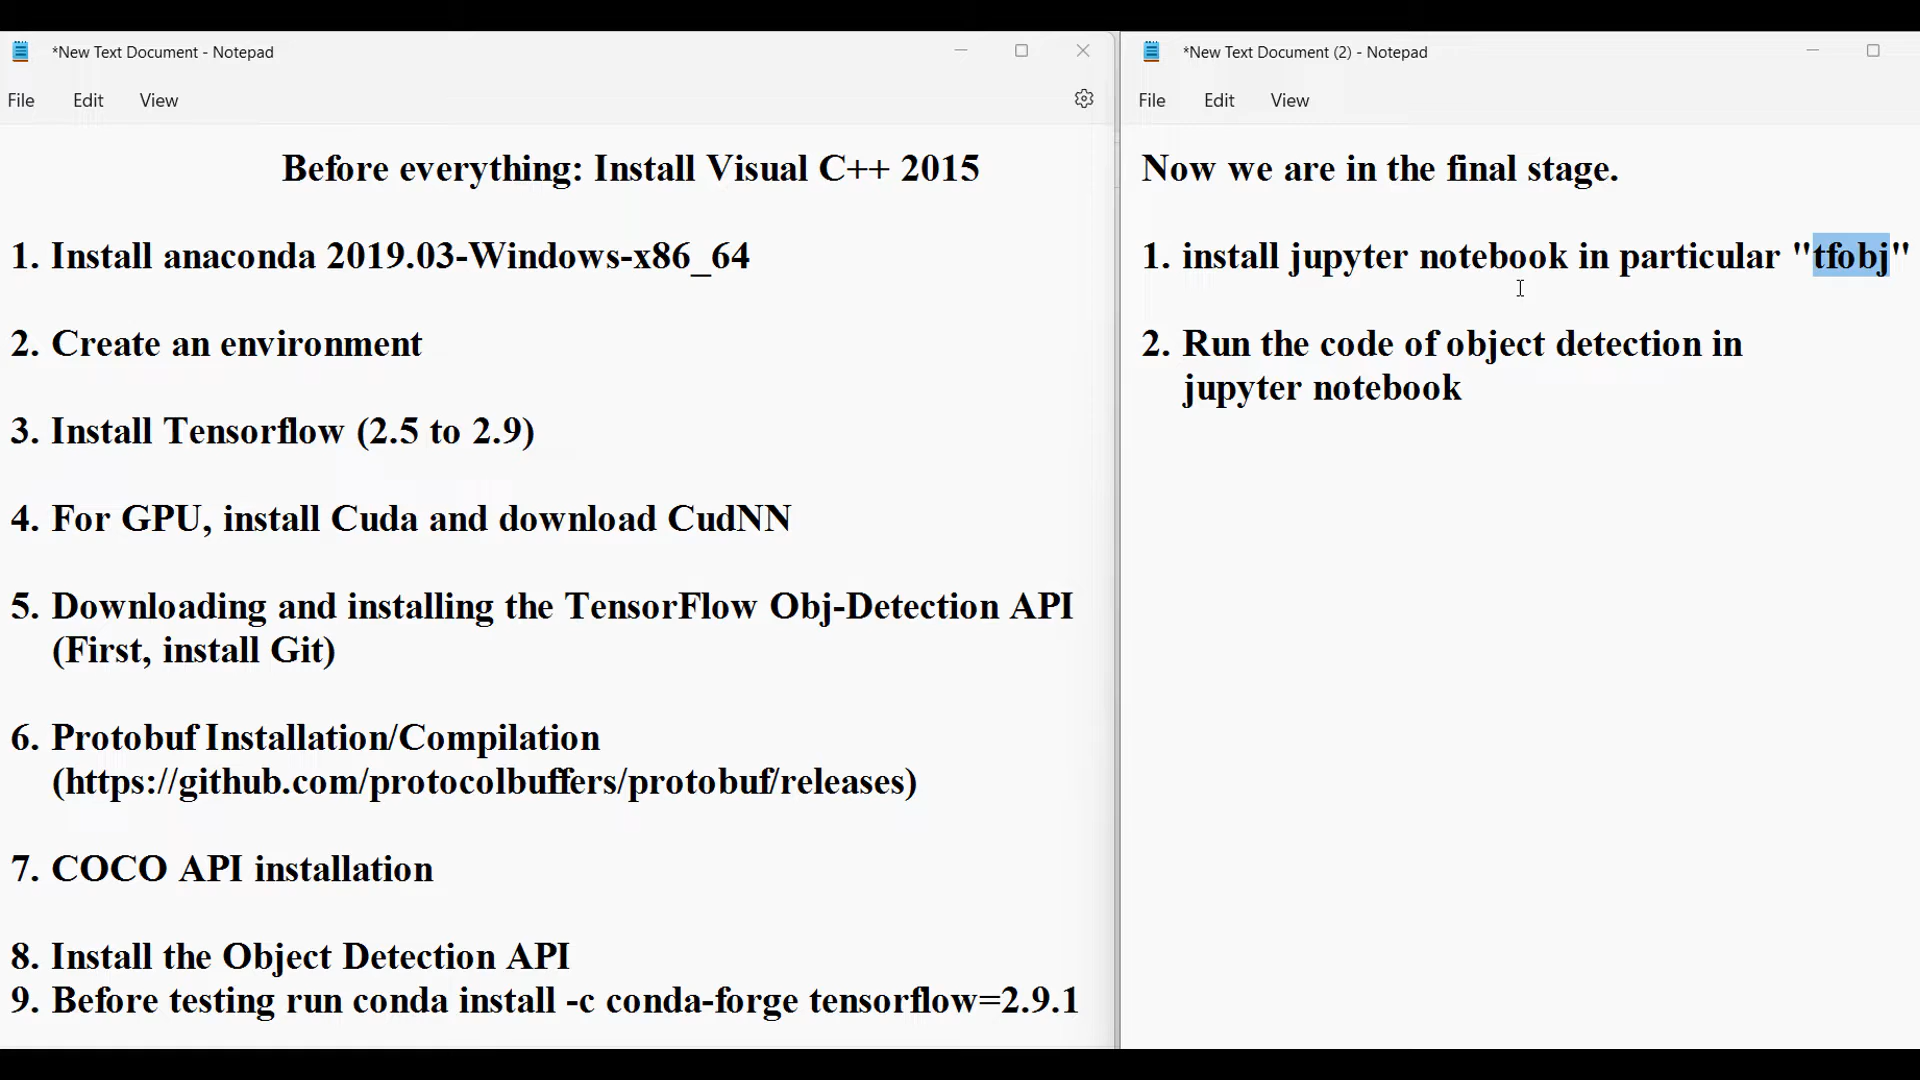 *New Text Document - Notepad
File Edit View
Before everything: Install Visual C++ 2015
1. Install anaconda 2019.03-Windows-x86_64
2. Create an environment
3. Install Tensorflow (2.5 to 2.9)
4. For GPU, install Cuda and download CudNN
5. Downloading and installing the TensorFlow Obj-Detection API
(First, install Git)
6. Protobuf Installation/Compilation
(https://github.com/protocolbuffers/protobuf/releases)
7. COCO API installation
8. Install the Object Detection API
9. Before testing run conda install -c conda-forge tensorflow=2.9.1
*New Text Document (2) - Notepad
File Edit View
Now we are in the final stage.
1. install jupyter notebook in particular "tfobj"
2. Run the code of object detection in
jupyter notebook